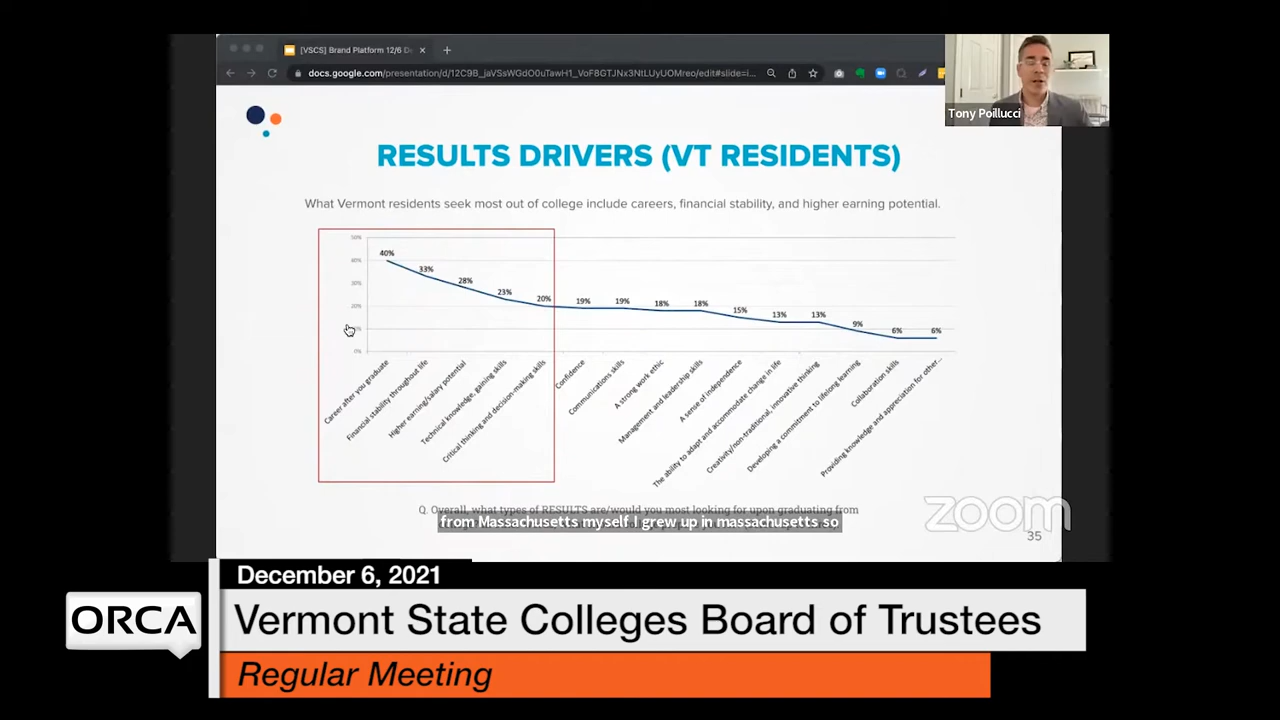 [VSCS] Brand Platform 12/6 D
docs.google.com/presentation/d/12C9B_jaVSsWGdO0uTawH1_VoF8GTJNx3NtLUyUOMreo/edit#slide=i...
Tony Poillucci
RESULTS DRIVERS (VT RESIDENTS)
What Vermont residents seek most out of college include careers, financial stability, and higher earning potential.
50%
40%
30%
20%
0%
40%
33%
28%
23%
20%
19%
19%
18%
18%
15%
13%
13%
9%
6%
6%
Career after you graduate
Financial stability throughout life
Higher earning/salary potential
Technical knowledge, gaining skills
Critical thinking and decision-making skills
Confidence
Communications skills
A strong work ethic
Management and leadership skills
A sense of independence
The ability to adapt and accommodate change in life
Creativity/non-traditional, innovative thinking
Developing a commitment to lifelong learning
Collaboration skills
Providing knowledge and appreciation for other...
Q. Overall, what types of RESULTS are/would you most looking for upon graduating from
from Massachusetts myself I grew up in massachusetts so
zoom
35
December 6, 2021
ORCA
Vermont State Colleges Board of Trustees
Regular Meeting